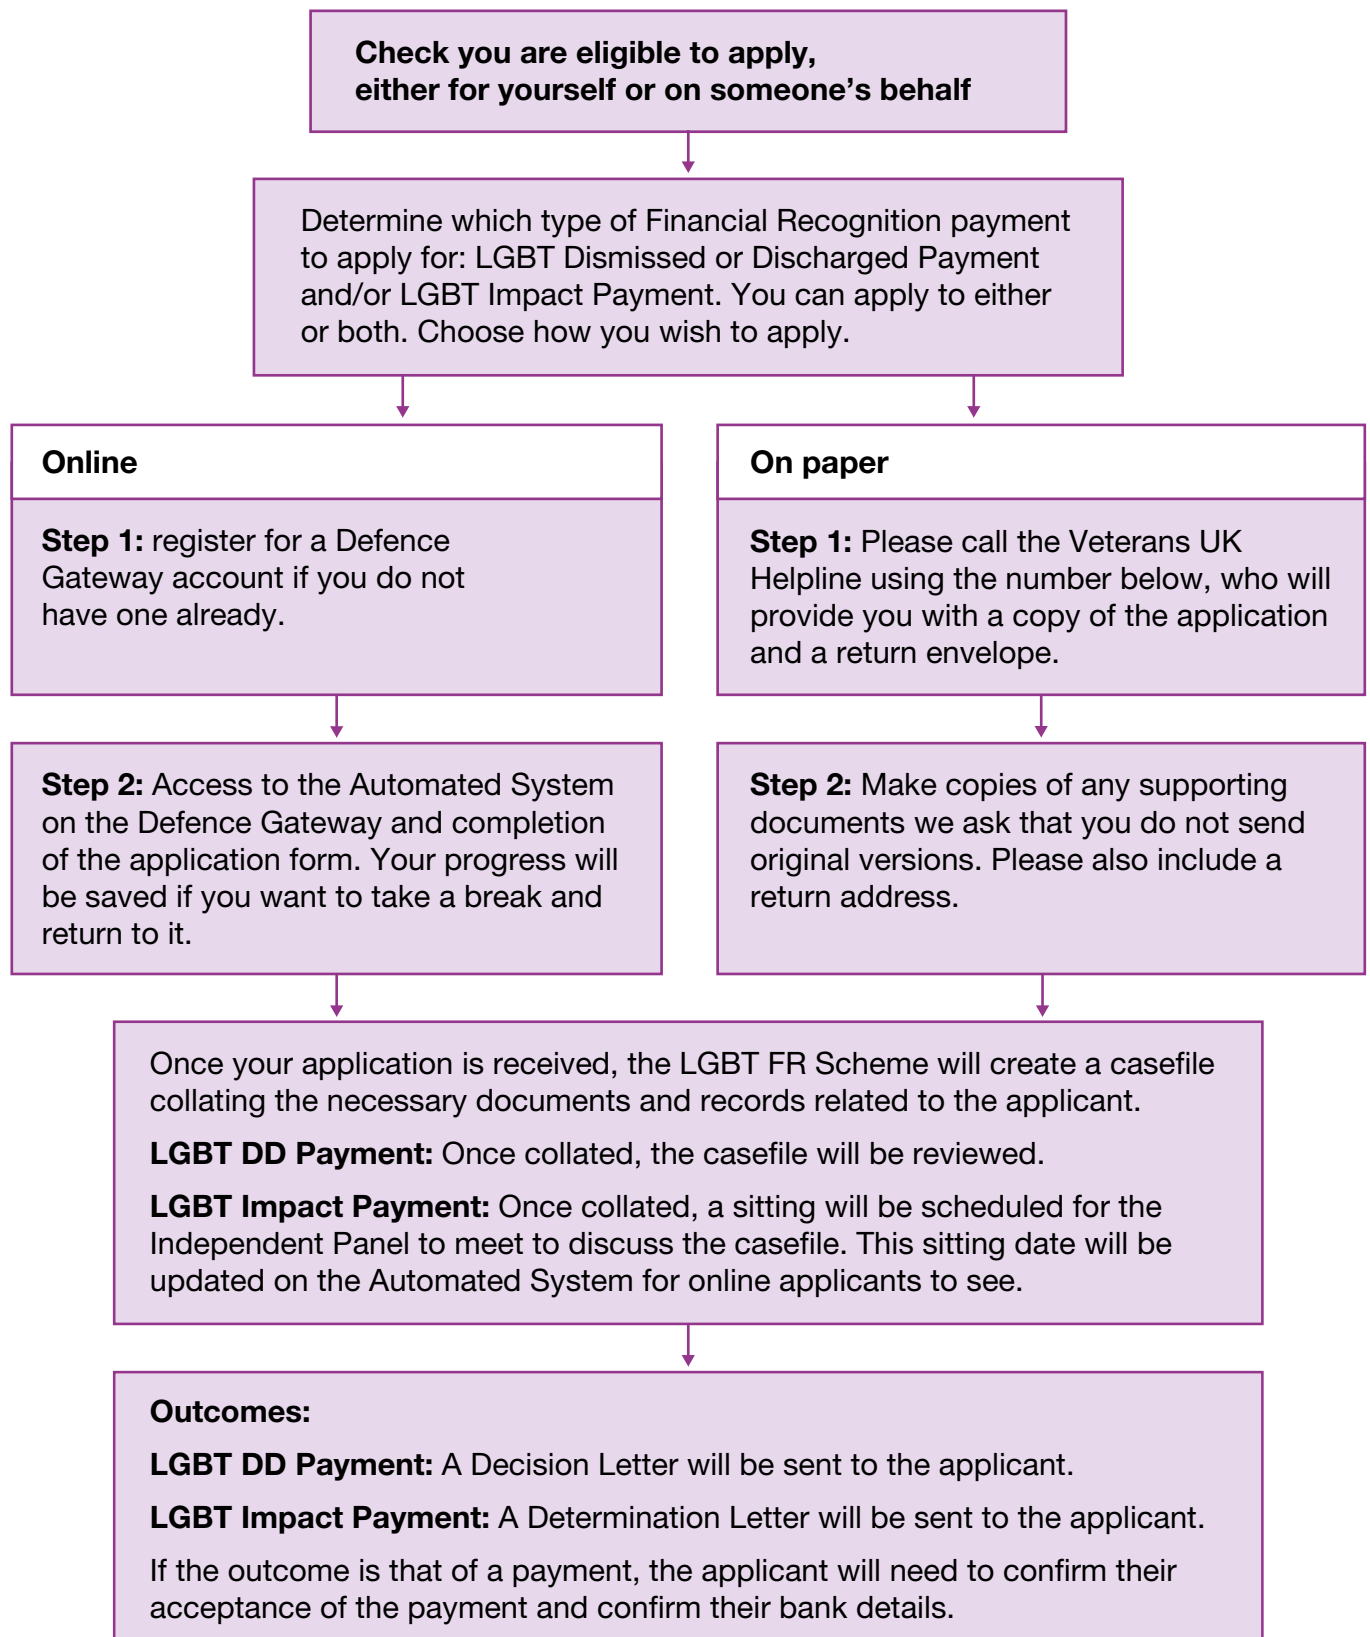 Check you are eligible to apply,
either for yourself or on someone's behalf
Determine which type of Financial Recognition payment
to apply for: LGBT Dismissed or Discharged Payment
and/or LGBT Impact Payment. You can apply to either
or both. Choose how you wish to apply.
Online
Step 1: register for a Defence
Gateway account if you do not
have one already.
Step 2: Access to the Automated System
on the Defence Gateway and completion
of the application form. Your progress will
be saved if you want to take a break and
return to it.
On paper
Step 1: Please call the Veterans UK
Helpline using the number below, who will
provide you with a copy of the application
and a return envelope.
Step 2: Make copies of any supporting
documents we ask that you do not send
original versions. Please also include a
return address.
Once your application is received, the LGBT FR Scheme will create a casefile
collating the necessary documents and records related to the applicant.
LGBT DD Payment: Once collated, the casefile will be reviewed.
LGBT Impact Payment: Once collated, a sitting will be scheduled for the
Independent Panel to meet to discuss the casefile. This sitting date will be
updated on the Automated System for online applicants to see.
Outcomes:
LGBT DD Payment: A Decision Letter will be sent to the applicant.
LGBT Impact Payment: A Determination Letter will be sent to the applicant.
If the outcome is that of a payment, the applicant will need to confirm their
acceptance of the payment and confirm their bank details.